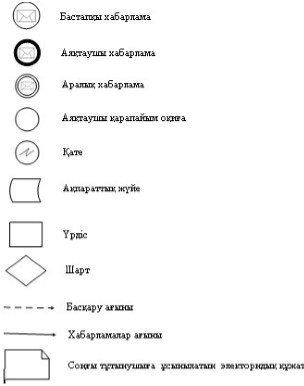 Бастапқы хабарлама
Аяқтаушы хабарлама
Аралық хабарлама
Аяқтаушы қарапайым оқиға
Қате
Ақпараттық жүйе
Үрдіс
Шарт
Басқару ағыны
Хабарламалар ағыны
Соңғы тұтынушыға ұсынылатын электорндық құжат